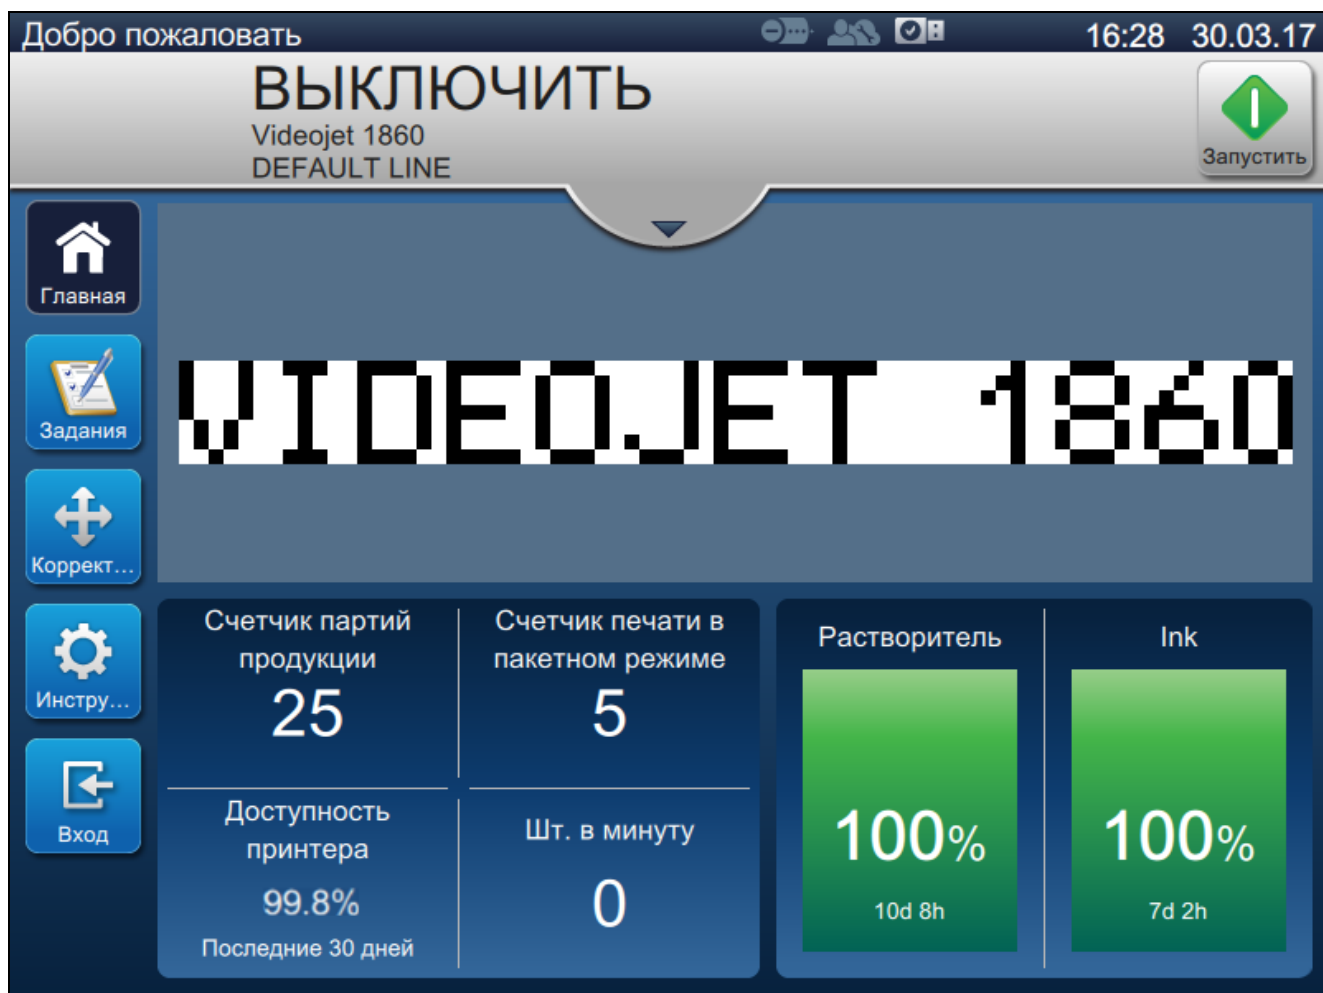 Добро пожаловать
16:28 30.03.17
ВЫКЛЮЧИТЬ
Videojet 1860
DEFAULT LINE
Запустить
Главная
Задания
Коррект...
Инстру...
Вход
VIDEOJET 1860
Счетчик партий
продукции
25
Счетчик печати в
пакетном режиме
5
Доступность
принтера
99.8%
Последние 30 дней
Шт. в минуту
0
Растворитель
100%
10d 8h
Ink
100%
7d 2h